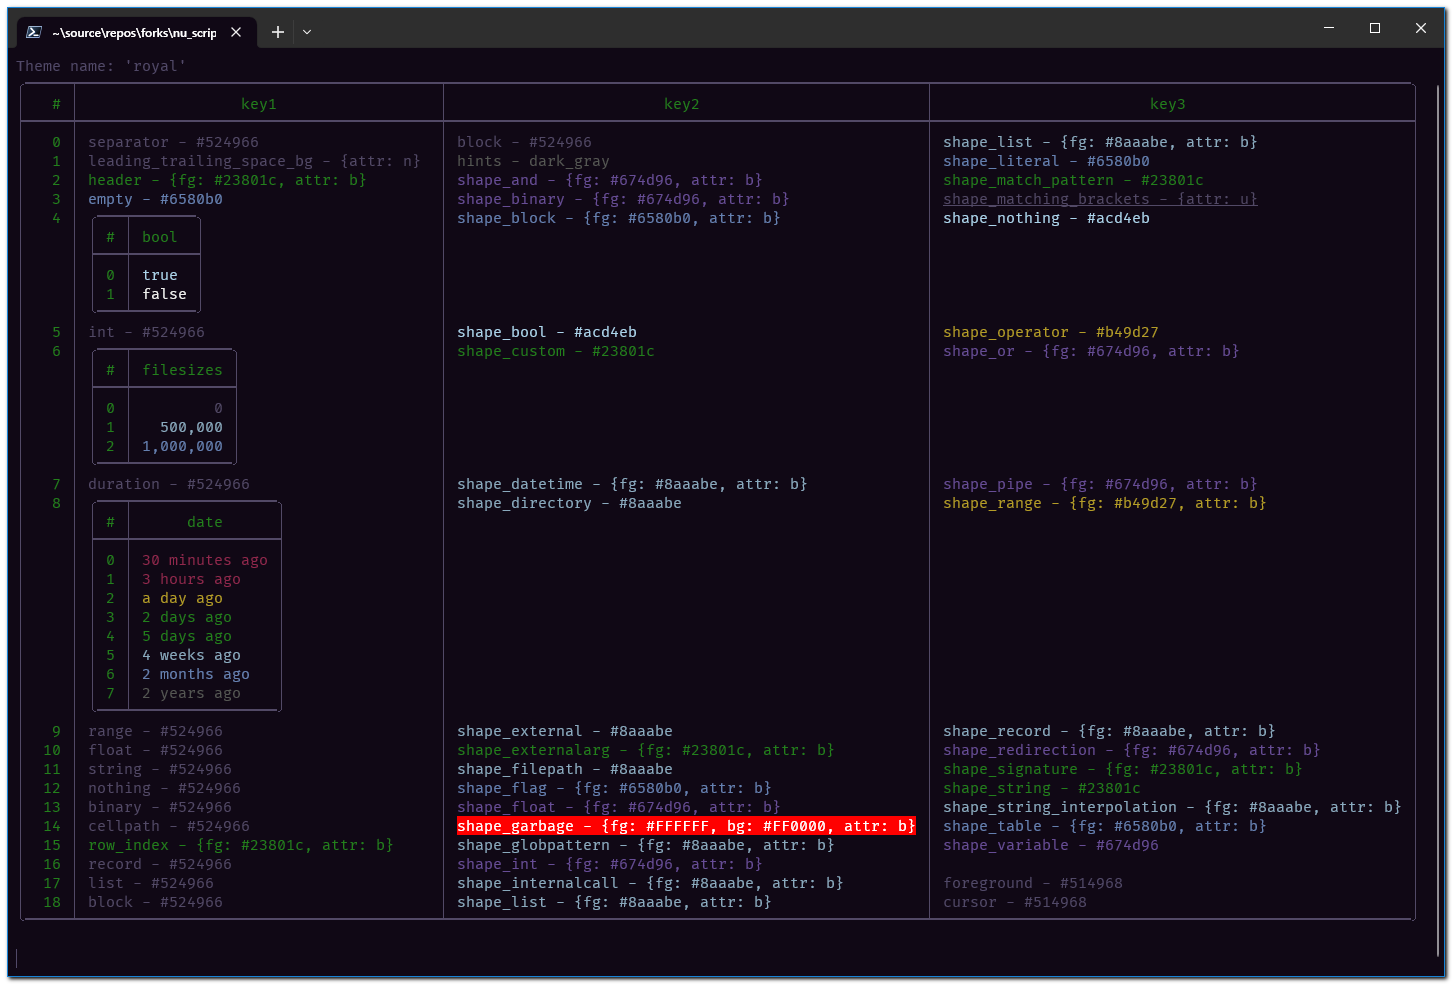 ~\source\repos\forks\nu_scrip
Theme name: 'royal'
# key1 key2 key3
0 separator - #524966 block - #524966 shape_list - {fg: #8aaabe, attr: b}
1 leading_trailing_space_bg - {attr: n} hints - dark_gray shape_literal - #6580b0
2 header - {fg: #23801c, attr: b} shape_and - {fg: #674d96, attr: b} shape_match_pattern - #23801c
3 empty - #6580b0 shape_binary - {fg: #674d96, attr: b} shape_matching_brackets - {attr: u}
4 shape_block - {fg: #6580b0, attr: b} shape_nothing - #acd4eb
# bool
0 true
1 false
5 int - #524966 shape_bool - #acd4eb shape_operator - #b49d27
6 shape_custom - #23801c shape_or - {fg: #674d96, attr: b}
# filesizes
0 0
1 500,000
2 1,000,000
7 duration - #524966 shape_datetime - {fg: #8aaabe, attr: b} shape_pipe - {fg: #674d96, attr: b}
8 shape_directory - #8aaabe shape_range - {fg: #b49d27, attr: b}
# date
0 30 minutes ago
1 3 hours ago
2 a day ago
3 2 days ago
4 5 days ago
5 4 weeks ago
6 2 months ago
7 2 years ago
9 range - #524966 shape_external - #8aaabe shape_record - {fg: #8aaabe, attr: b}
10 float - #524966 shape_externalarg - {fg: #23801c, attr: b} shape_redirection - {fg: #674d96, attr: b}
11 string - #524966 shape_filepath - #8aaabe shape_signature - {fg: #23801c, attr: b}
12 nothing - #524966 shape_flag - {fg: #6580b0, attr: b} shape_string - #23801c
13 binary - #524966 shape_float - {fg: #674d96, attr: b} shape_string_interpolation - {fg: #8aaabe, attr: b}
14 cellpath - #524966 shape_garbage - {fg: #FFFFFF, bg: #FF0000, attr: b} shape_table - {fg: #6580b0, attr: b}
15 row_index - {fg: #23801c, attr: b} shape_globpattern - {fg: #8aaabe, attr: b} shape_variable - #674d96
16 record - #524966 shape_int - {fg: #674d96, attr: b}
17 list - #524966 shape_internalcall - {fg: #8aaabe, attr: b} foreground - #514968
18 block - #524966 shape_list - {fg: #8aaabe, attr: b} cursor - #514968